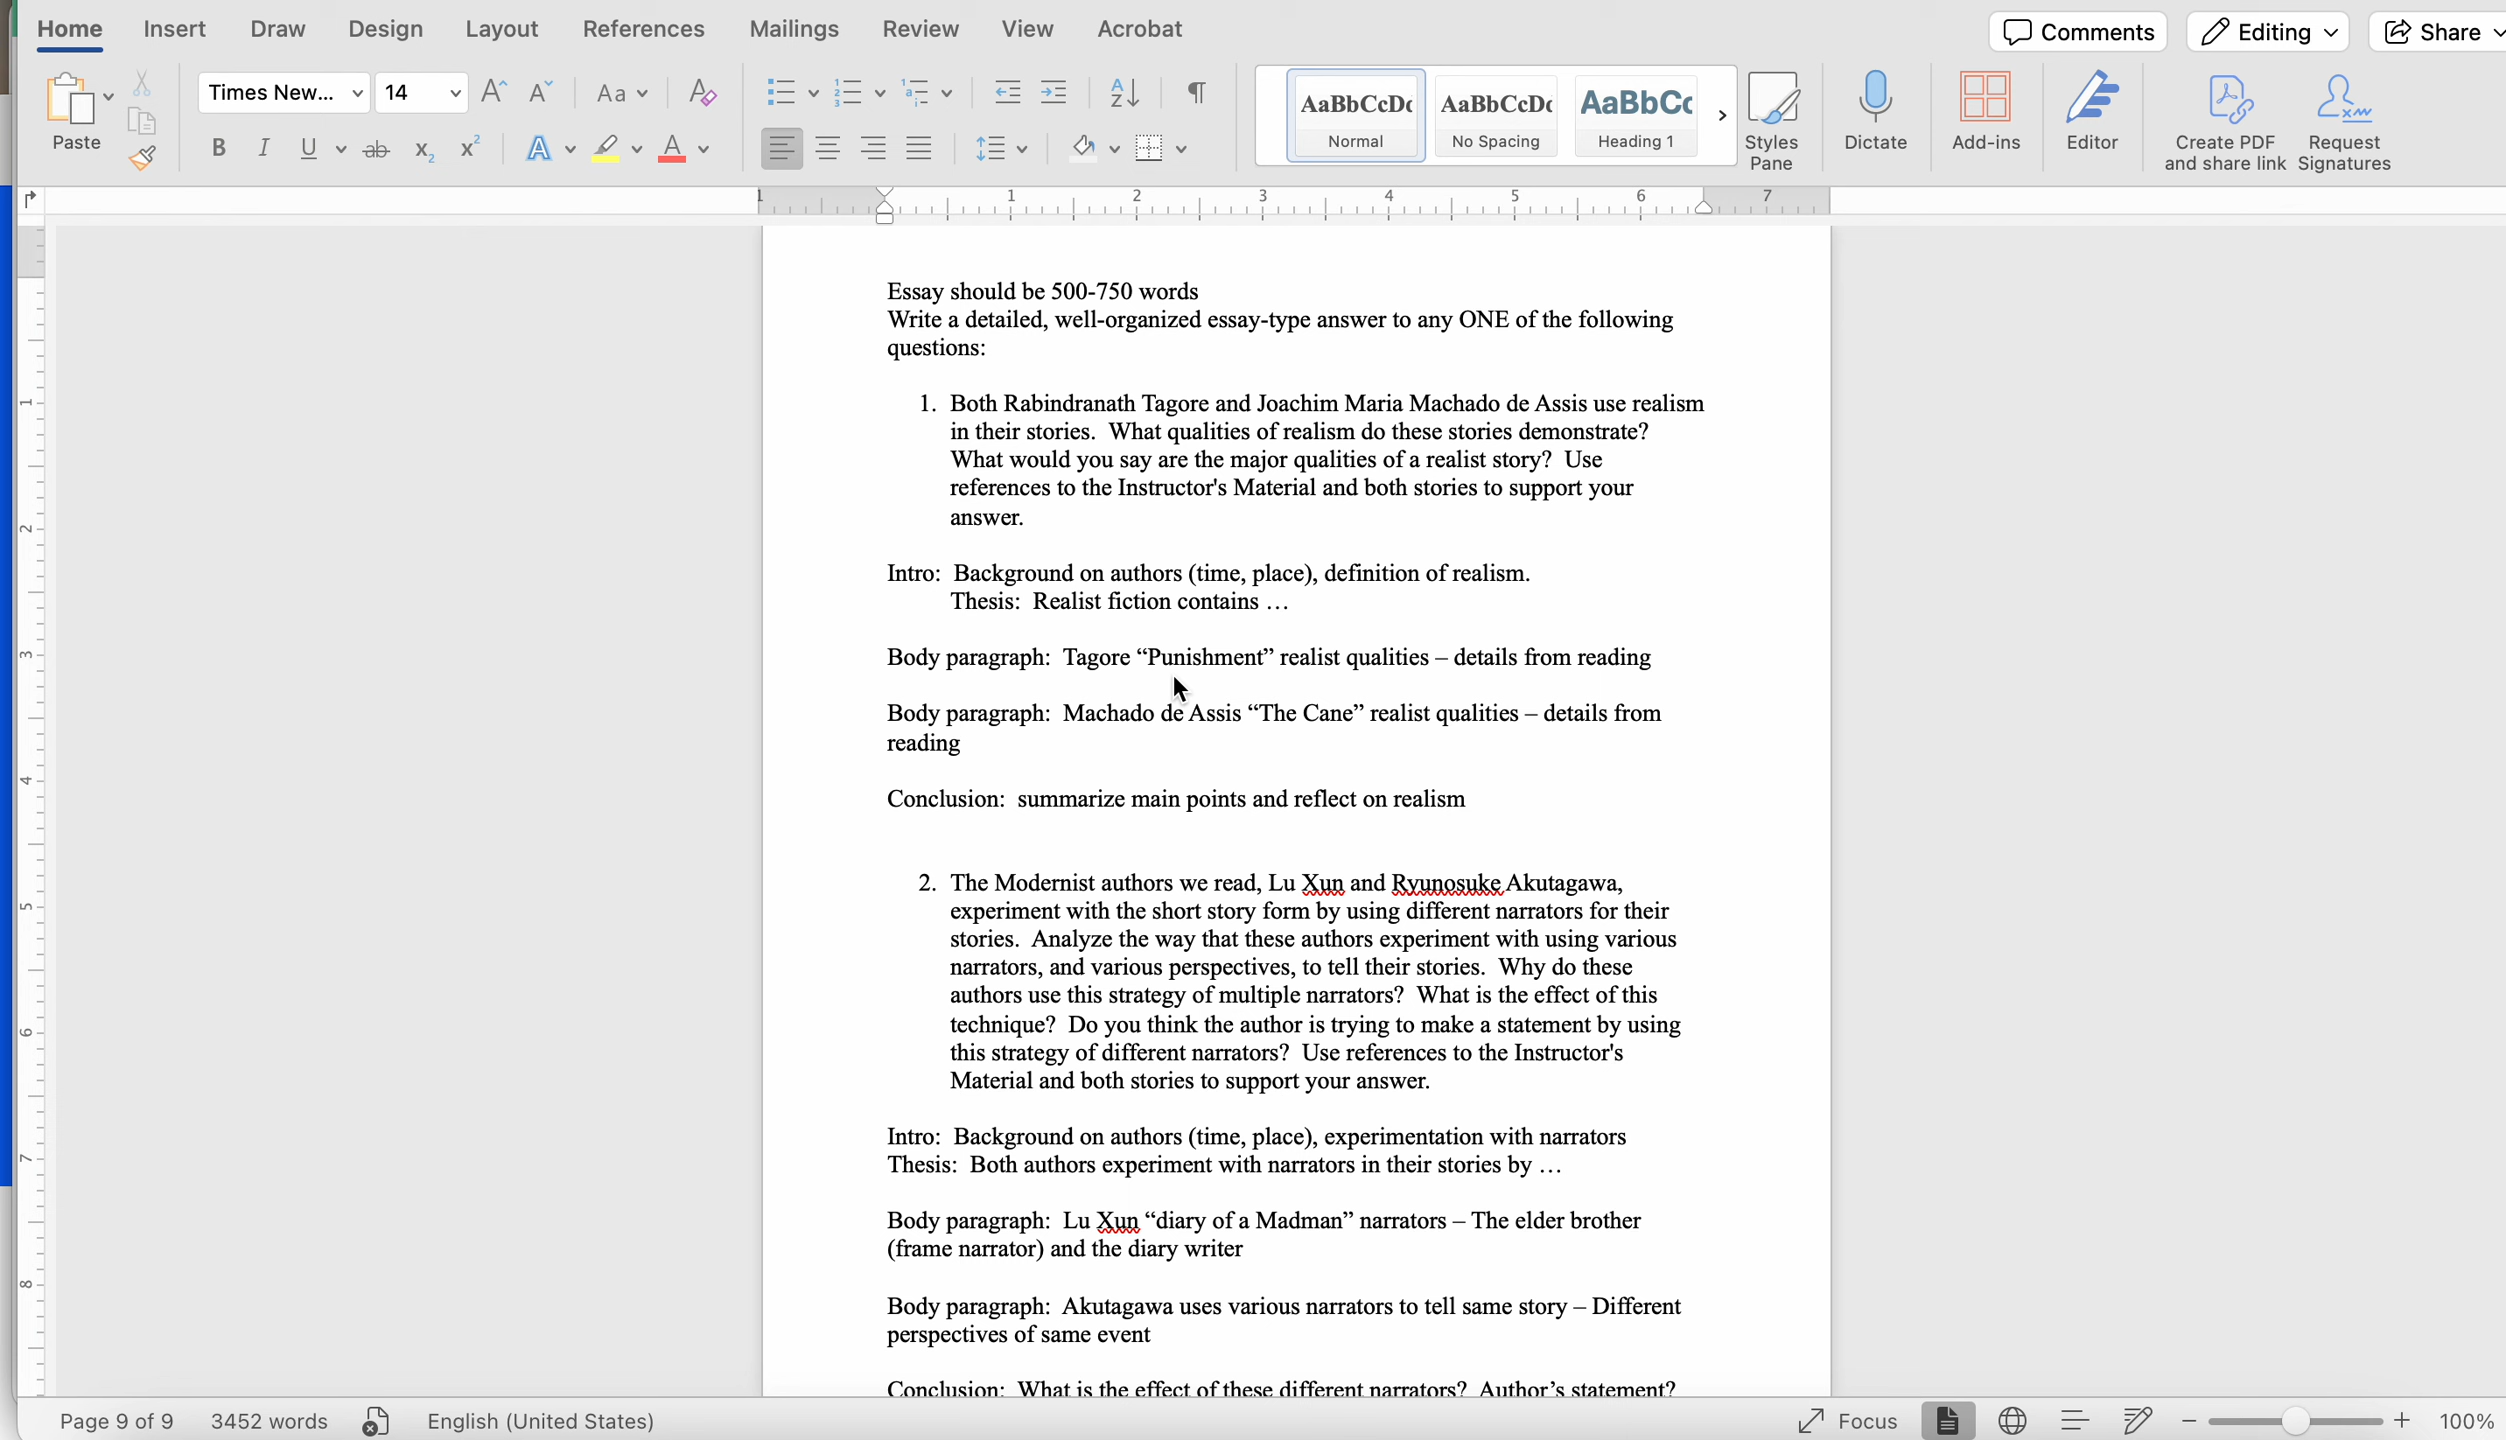 Home Insert Draw Design Layout References Mailings Review View Acrobat Comments Editing Share
Paste Times New... 14 Aa AaBbCcDc AaBbCcDc AaBbCc
Normal No Spacing Heading 1 Styles Pane Dictate Add-ins Editor Create PDF and share link Request Signatures
1 1 2 3 4 5 6 7
Essay should be 500-750 words
Write a detailed, well-organized essay-type answer to any ONE of the following
questions:
1. Both Rabindranath Tagore and Joachim Maria Machado de Assis use realism
in their stories.  What qualities of realism do these stories demonstrate?
What would you say are the major qualities of a realist story?  Use
references to the Instructor's Material and both stories to support your
answer.
Intro:  Background on authors (time, place), definition of realism.
Thesis:  Realist fiction contains …
Body paragraph:  Tagore “Punishment” realist qualities – details from reading
Body paragraph:  Machado de Assis “The Cane” realist qualities – details from
reading
Conclusion:  summarize main points and reflect on realism
2. The Modernist authors we read, Lu Xun and Ryunosuke Akutagawa,
experiment with the short story form by using different narrators for their
stories.  Analyze the way that these authors experiment with using various
narrators, and various perspectives, to tell their stories.  Why do these
authors use this strategy of multiple narrators?  What is the effect of this
technique?  Do you think the author is trying to make a statement by using
this strategy of different narrators?  Use references to the Instructor's
Material and both stories to support your answer.
Intro:  Background on authors (time, place), experimentation with narrators
Thesis:  Both authors experiment with narrators in their stories by …
Body paragraph:  Lu Xun “diary of a Madman” narrators – The elder brother
(frame narrator) and the diary writer
Body paragraph:  Akutagawa uses various narrators to tell same story – Different
perspectives of same event
Conclusion:  What is the effect of these different narrators?  Author’s statement?
Page 9 of 9 3452 words English (United States) Focus 100%